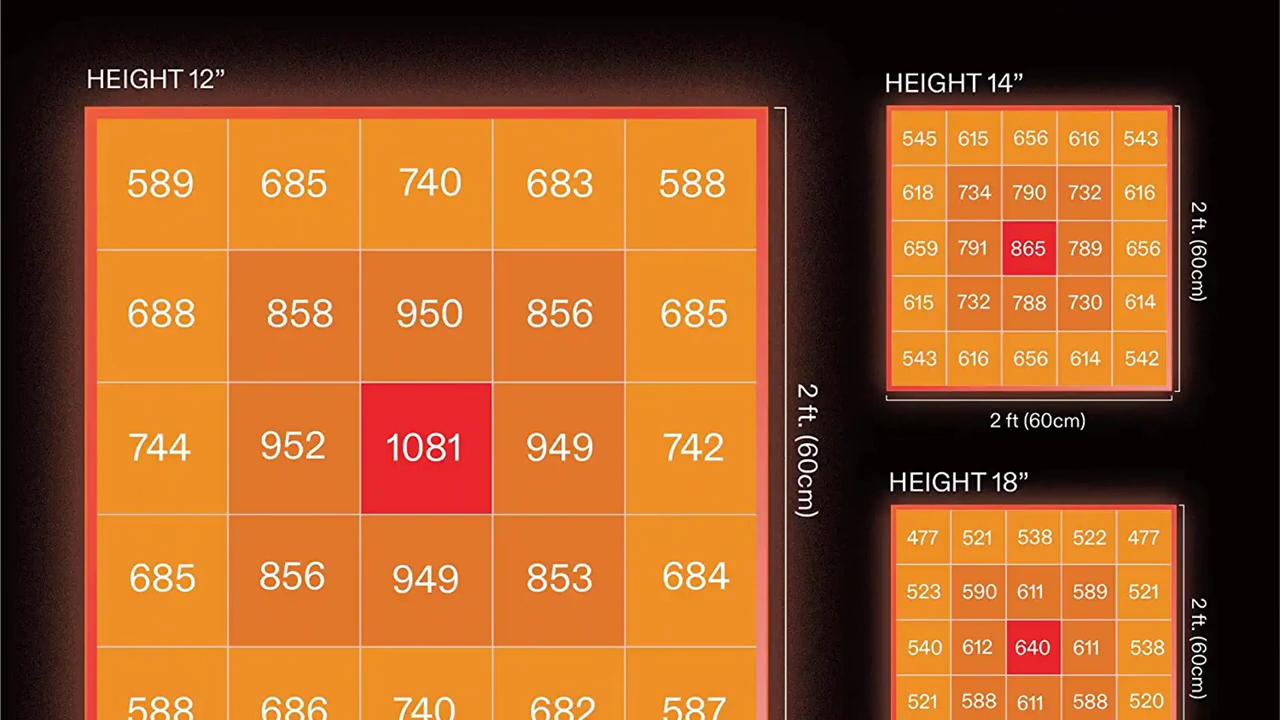 HEIGHT 12”
589 685 740 683 588
688 858 950 856 685
744 952 1081 949 742
685 856 949 853 684
588 686 740 682 587
2 ft. (60cm)
HEIGHT 14”
545 615 656 616 543
618 734 790 732 616
659 791 865 789 656
615 732 788 730 614
543 616 656 614 542
2 ft. (60cm)
2 ft (60cm)
HEIGHT 18”
477 521 538 522 477
523 590 611 589 521
540 612 640 611 538
521 588 611 588 520
2 ft. (60cm)